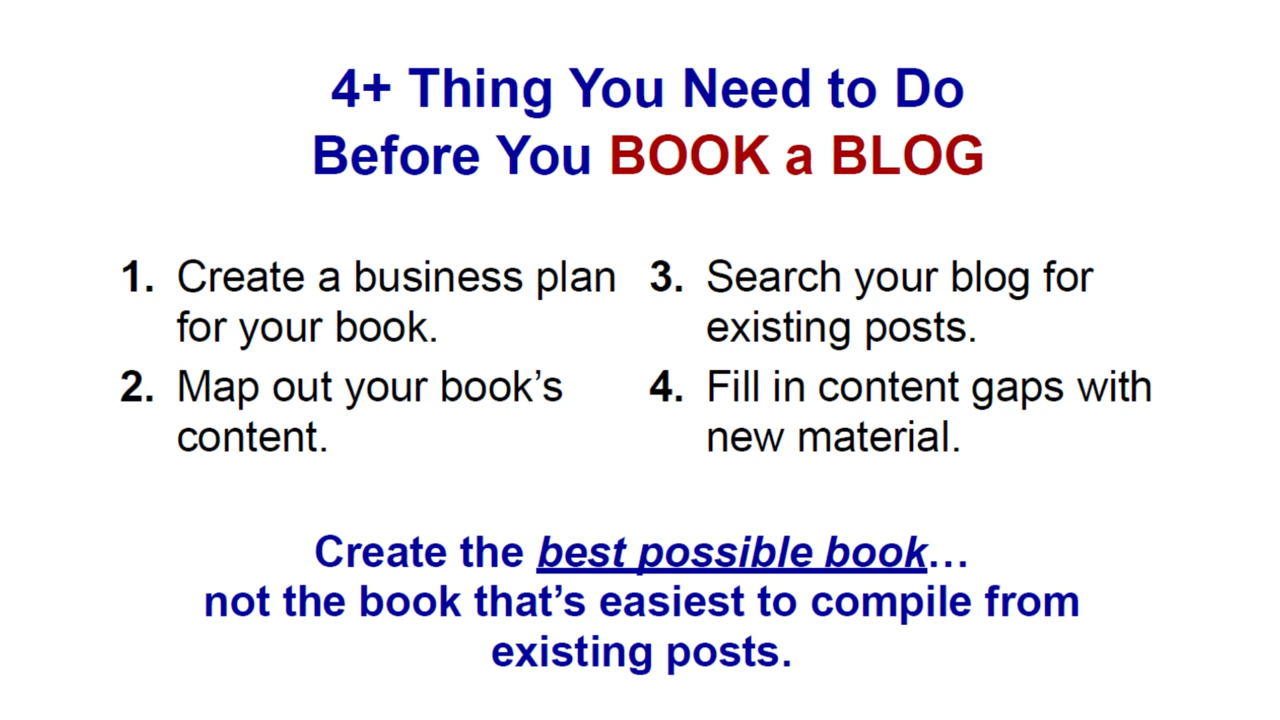 4+ Thing You Need to Do
Before You BOOK a BLOG
1. Create a business plan
for your book.
2. Map out your book’s
content.
3. Search your blog for
existing posts.
4. Fill in content gaps with
new material.
Create the best possible book…
not the book that’s easiest to compile from
existing posts.